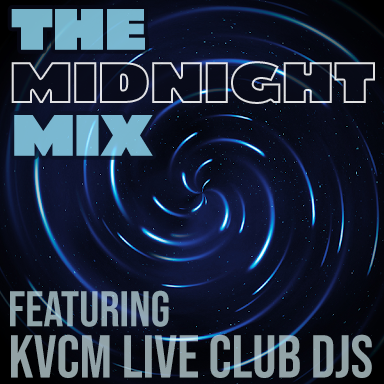 THE
MIDNIGHT
MIX
FEATURING
KVCM LIVE CLUB DJS